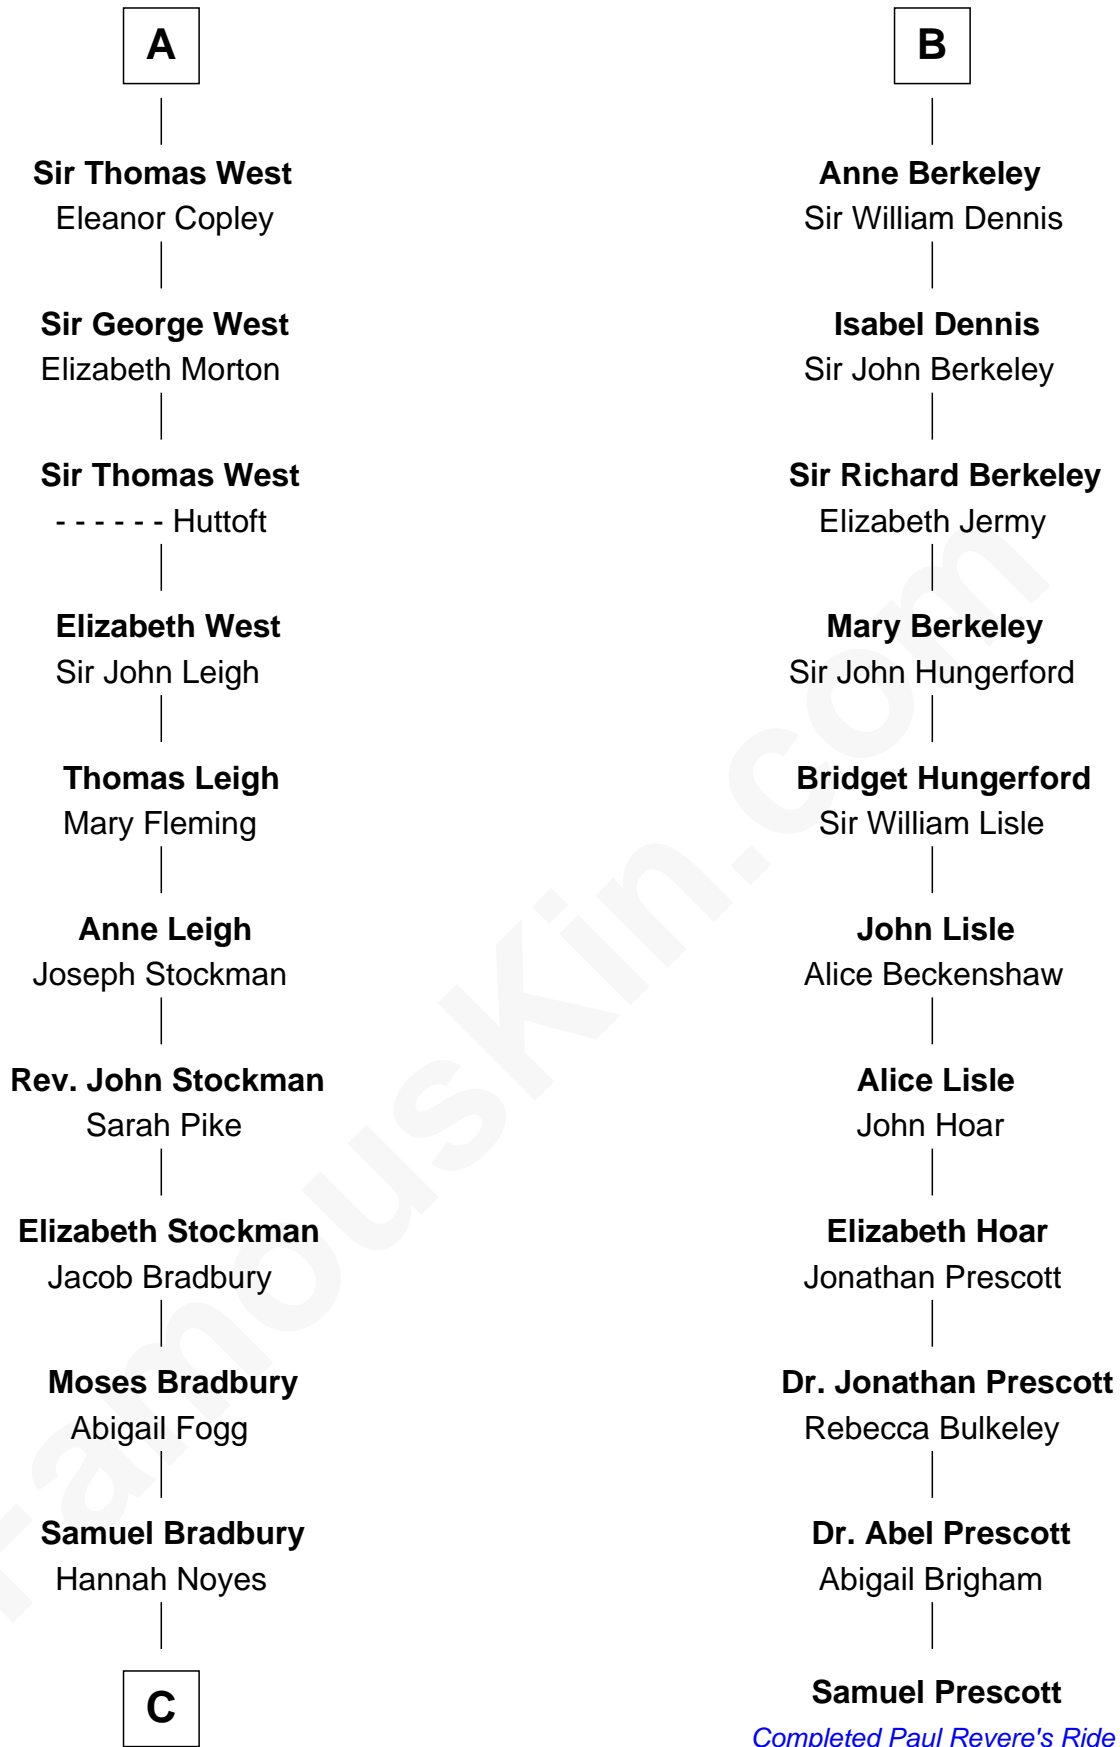 A
Sir Thomas West
Eleanor Copley
Sir George West
Elizabeth Morton
Sir Thomas West
- - - - - - Huttoft
Elizabeth West
Sir John Leigh
Thomas Leigh
Mary Fleming
Anne Leigh
Joseph Stockman
Rev. John Stockman
Sarah Pike
Elizabeth Stockman
Jacob Bradbury
Moses Bradbury
Abigail Fogg
Samuel Bradbury
Hannah Noyes
C
B
Anne Berkeley
Sir William Dennis
Isabel Dennis
Sir John Berkeley
Sir Richard Berkeley
Elizabeth Jermy
Mary Berkeley
Sir John Hungerford
Bridget Hungerford
Sir William Lisle
John Lisle
Alice Beckenshaw
Alice Lisle
John Hoar
Elizabeth Hoar
Jonathan Prescott
Dr. Jonathan Prescott
Rebecca Bulkeley
Dr. Abel Prescott
Abigail Brigham
Samuel Prescott
Completed Paul Revere's Ride
FamousKin.com